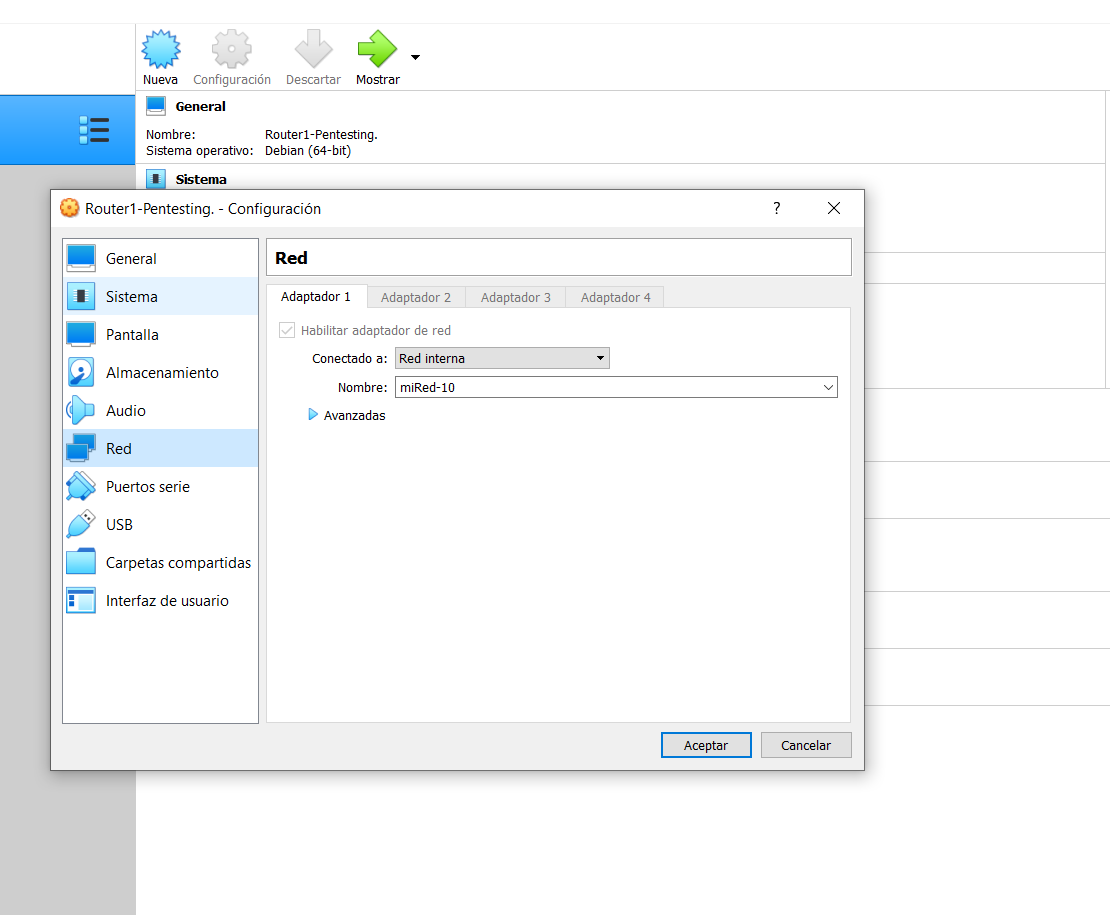 Nueva Configuración Descartar Mostrar
General
Nombre: Router1-Pentesting.
Sistema operativo: Debian (64-bit)
Sistema
Router1-Pentesting. - Configuración ?
General
Sistema
Pantalla
Almacenamiento
Audio
Red
Puertos serie
USB
Carpetas compartidas
Interfaz de usuario
Red
Adaptador 1 Adaptador 2 Adaptador 3 Adaptador 4
Habilitar adaptador de red
Conectado a: Red interna
Nombre: miRed-10
Avanzadas
Aceptar Cancelar